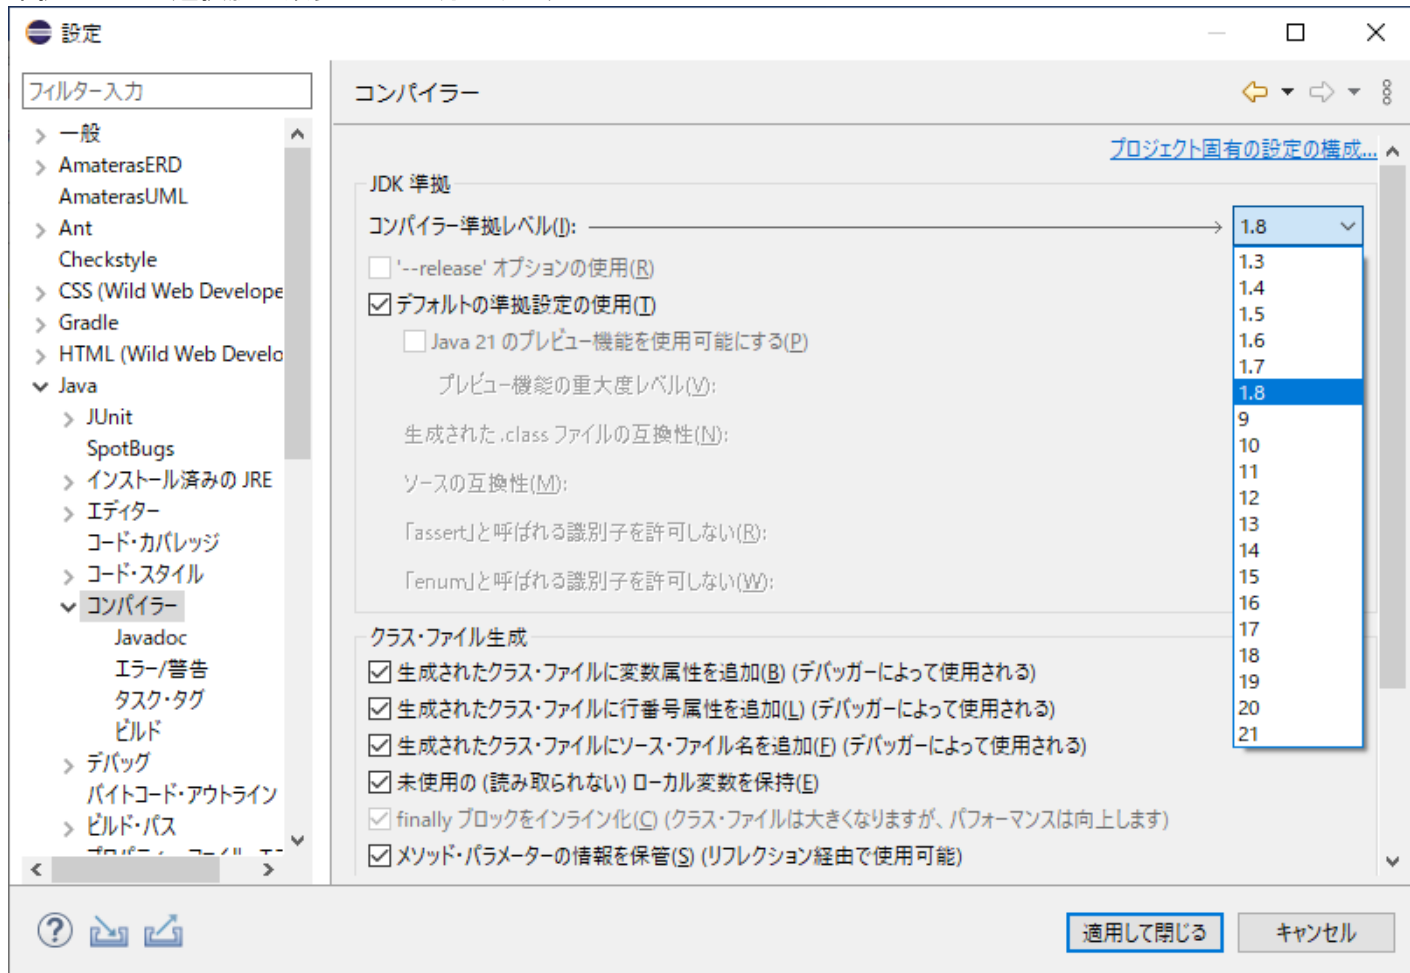 設定
フィルター入力
一般
AmaterasERD
AmaterasUML
Ant
Checkstyle
CSS (Wild Web Develope
Gradle
HTML (Wild Web Develo
Java
JUnit
SpotBugs
インストール済みの JRE
エディター
コード・カバレッジ
コード・スタイル
コンパイラー
Javadoc
エラー/警告
タスク・タグ
ビルド
デバッグ
バイトコード・アウトライン
ビルド・パス
コンパイラー
プロジェクト固有の設定の構成...
JDK 準拠
コンパイラー準拠レベル(I):
1.8
'--release' オプションの使用(R)
デフォルトの準拠設定の使用(T)
Java 21 のプレビュー機能を使用可能にする(P)
プレビュー機能の重大度レベル(V):
生成された .class ファイルの互換性(N):
ソースの互換性(M):
「assert」と呼ばれる識別子を許可しない(R):
「enum」と呼ばれる識別子を許可しない(W):
1.3
1.4
1.5
1.6
1.7
1.8
9
10
11
12
13
14
15
16
17
18
19
20
21
クラス・ファイル生成
生成されたクラス・ファイルに変数属性を追加(B) (デバッガーによって使用される)
生成されたクラス・ファイルに行番号属性を追加(L) (デバッガーによって使用される)
生成されたクラス・ファイルにソース・ファイル名を追加(F) (デバッガーによって使用される)
未使用の (読み取られない) ローカル変数を保持(E)
finally ブロックをインライン化(C) (クラス・ファイルは大きくなりますが、パフォーマンスは向上します)
メソッド・パラメーターの情報を保管(S) (リフレクション経由で使用可能)
適用して閉じる
キャンセル